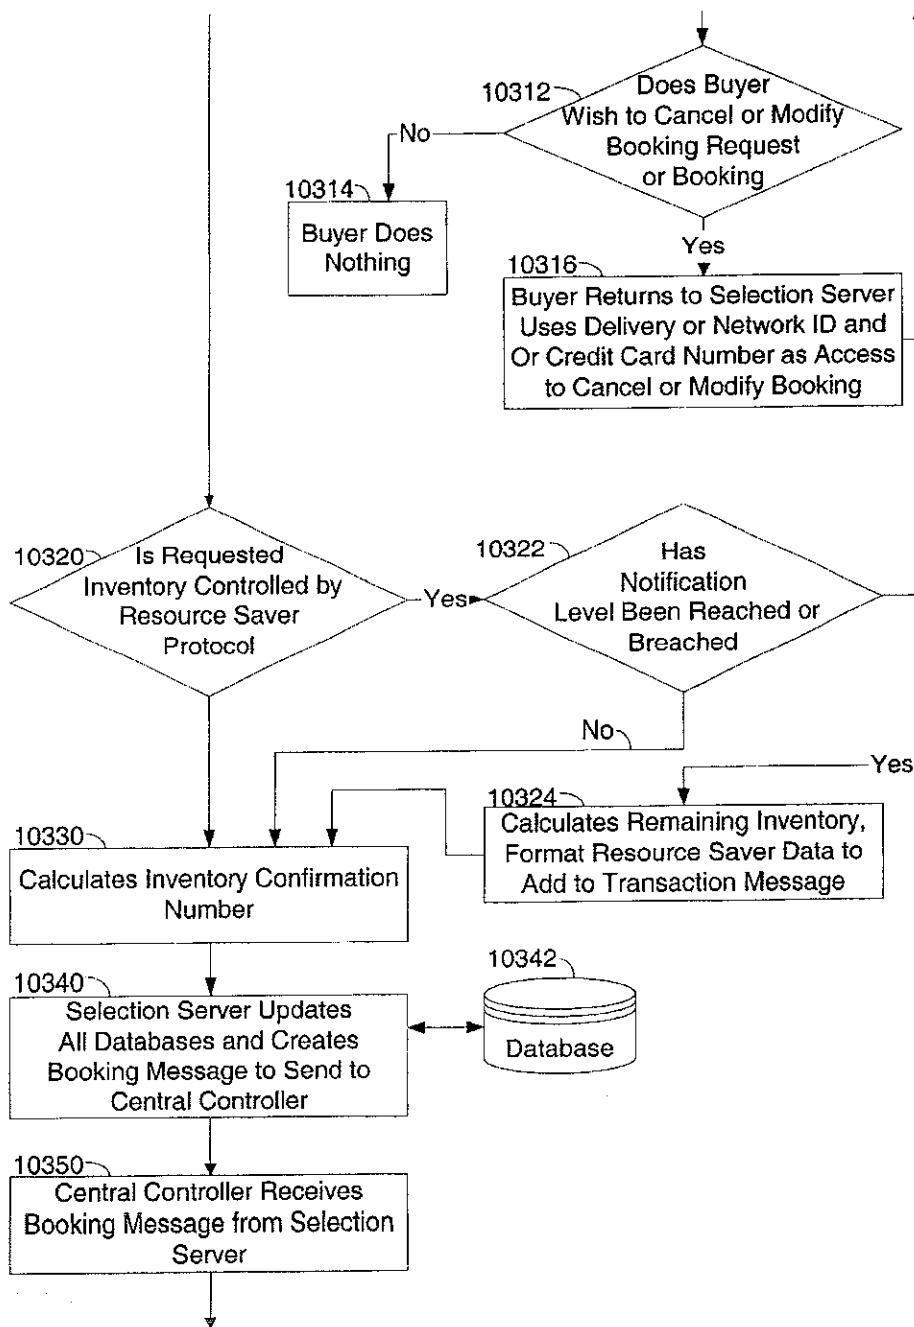 10312
Does Buyer
Wish to Cancel or Modify
Booking Request
or Booking
No
10314
Buyer Does
Nothing
Yes
10316
Buyer Returns to Selection Server
Uses Delivery or Network ID and
Or Credit Card Number as Access
to Cancel or Modify Booking
10320
Is Requested
Inventory Controlled by
Resource Saver
Protocol
Yes
10322
Has
Notification
Level Been Reached or
Breached
No
Yes
10324
Calculates Remaining Inventory,
Format Resource Saver Data to
Add to Transaction Message
10330
Calculates Inventory Confirmation
Number
10340
Selection Server Updates
All Databases and Creates
Booking Message to Send to
Central Controller
10342
Database
10350
Central Controller Receives
Booking Message from Selection
Server